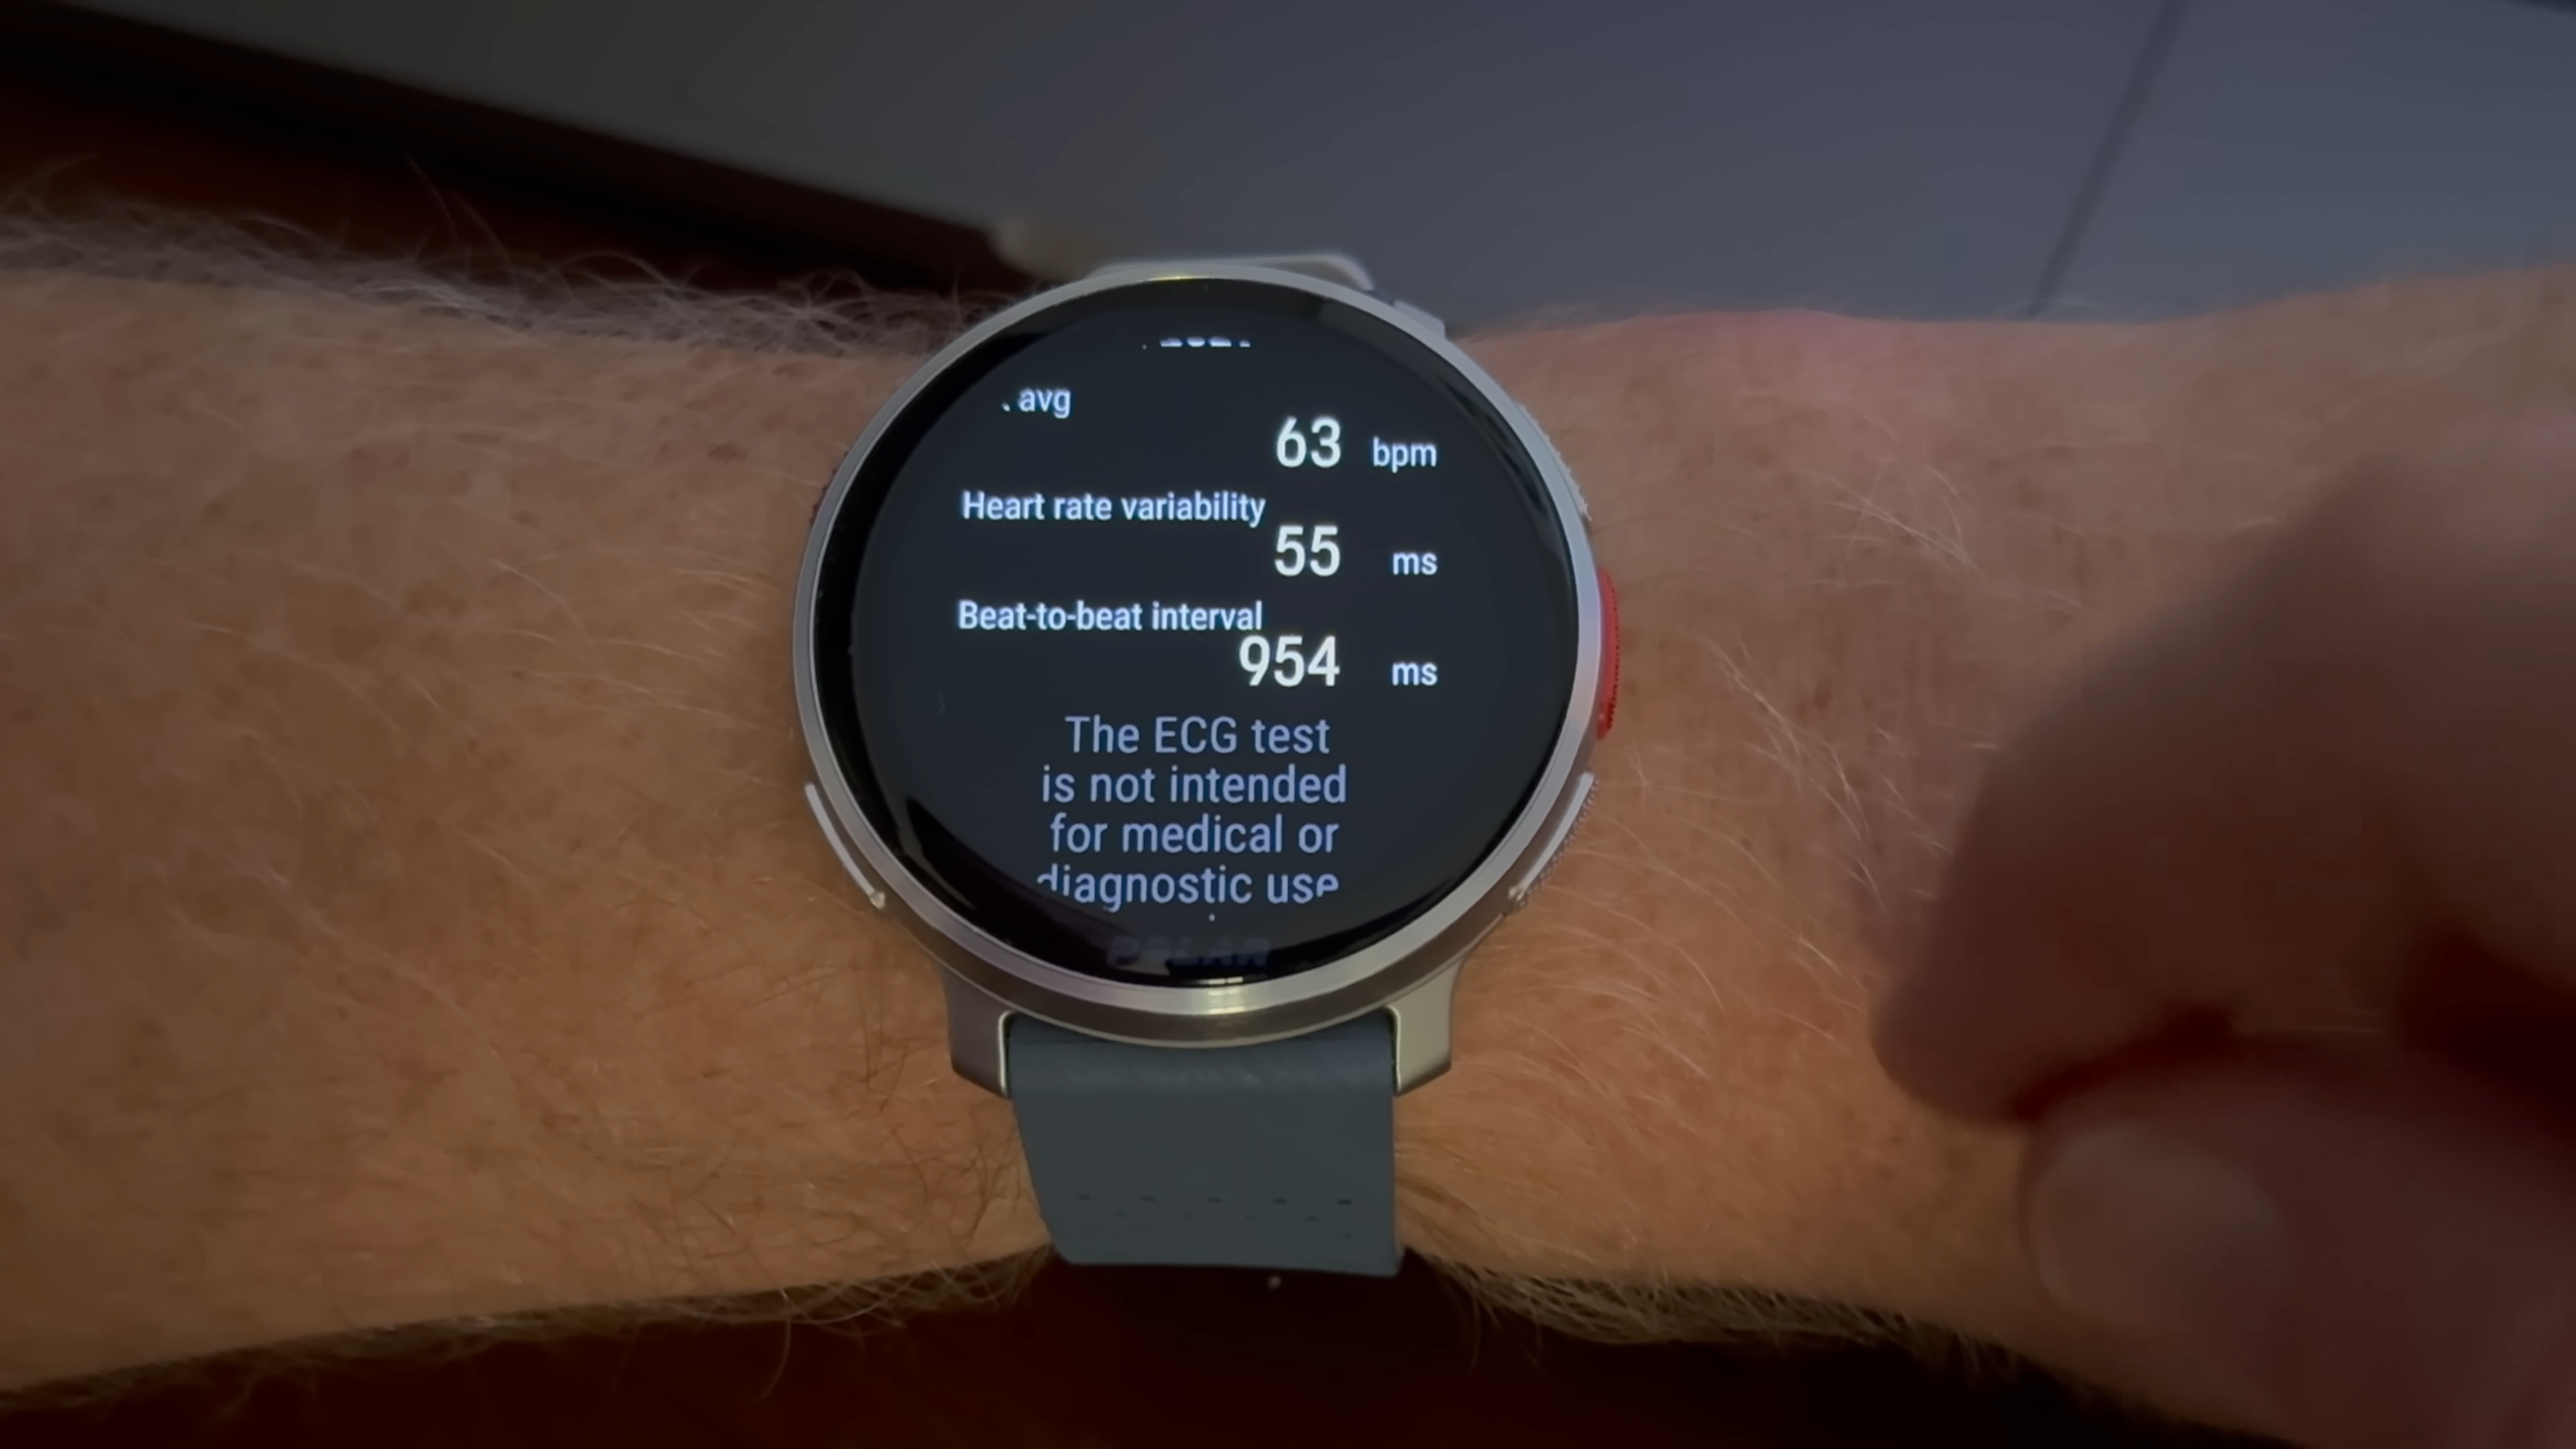 avg
63 bpm
Heart rate variability
55 ms
Beat-to-beat interval
954 ms
The ECG test
is not intended
for medical or
diagnostic use
POLAR